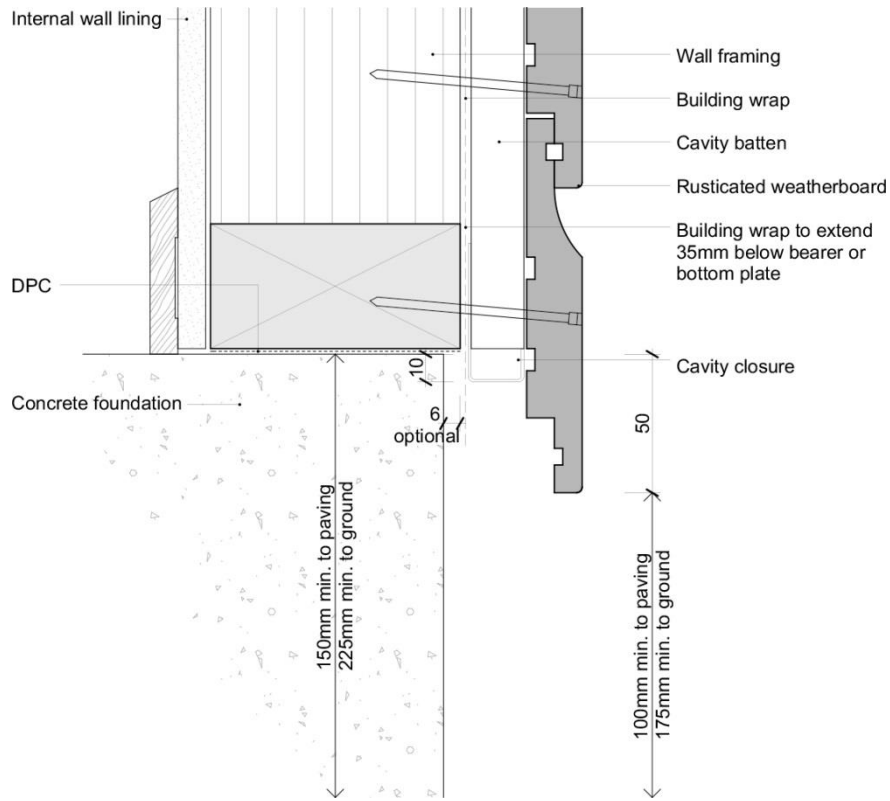 Internal wall lining
Wall framing
Building wrap
Cavity batten
Rusticated weatherboard
Building wrap to extend
35mm below bearer or
bottom plate
DPC
Cavity closure
10
Concrete foundation
6
optional
50
150mm min. to paving
225mm min. to ground
100mm min. to paving
175mm min. to ground